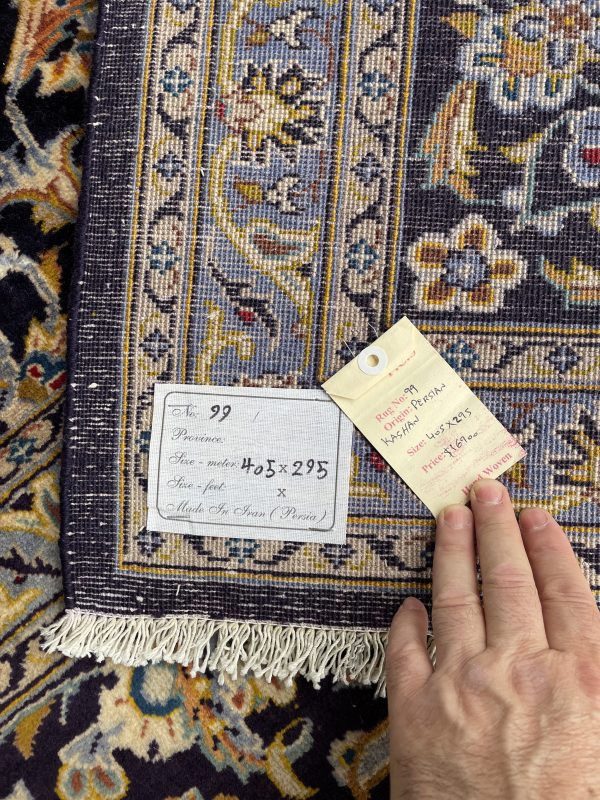 No: 99 /
Province:
Size - meter: 405 x 295
Size - feet: x
Made In Iran (Persia)
Rug No: 99
Origin: PERSIAN
KASHAN
Size: 405 x 295
Price: $16900
Hand Woven